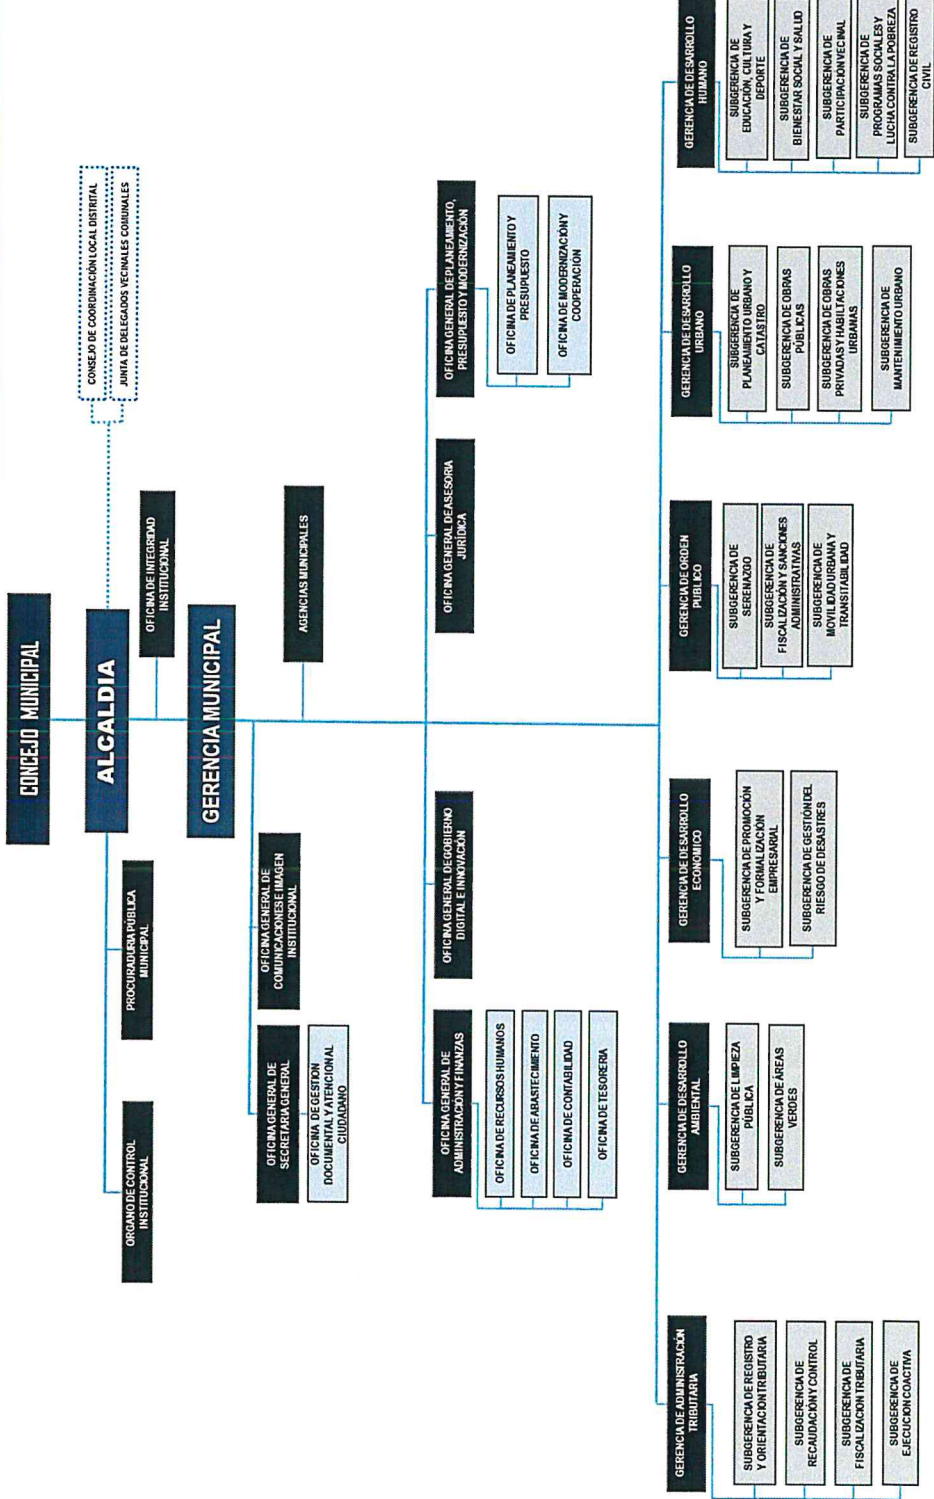 CONCEJO MUNICIPAL
CONSEJO DE COORDINACIÓN LOCAL DISTRITAL
JUNTA DE DELEGADOS VECINALES COMUNALES
ALCALDIA
ORGANO DE CONTROL
INSTITUCIONAL
PROCURADURIA PÚBLICA
MUNICIPAL
OFICINA DE INTEGRIDAD
INSTITUCIONAL
GERENCIA MUNICIPAL
OFICINA GENERAL DE
SECRETARIA GENERAL
OFICINA DE GESTION
DOCUMENTAL Y ATENCION AL
CIUDADANO
OFICINA GENERAL DE
COMUNICACIONES E IMAGEN
INSTITUCIONAL
AGENCIAS MUNICIPALES
OFICINA GENERAL DE
ADMINISTRACION Y FINANZAS
OFICINA DE RECURSOS HUMANOS
OFICINA DE ABASTECIMIENTO
OFICINA DE CONTABILIDAD
OFICINA DE TESORERIA
OFICINA GENERAL DE GOBIERNO
DIGITAL E INNOVACIÓN
OFICINA GENERAL DE ASESORIA
JURÍDICA
OFICINA GENERAL DE PLANEAMIENTO,
PRESUPUESTO Y MODERNIZACIÓN
OFICINA DE PLANEAMIENTO Y
PRESUPUESTO
OFICINA DE MODERNIZACIÓN Y
COOPERACIÓN
GERENCIA DE ADMINISTRACIÓN
TRIBUTARIA
SUBGERENCIA DE REGISTRO
Y ORIENTACION TRIBUTARIA
SUBGERENCIA DE
RECAUDACIÓN Y CONTROL
SUBGERENCIA DE
FISCALIZACION TRIBUTARIA
SUBGERENCIA DE
EJECUCION COACTIVA
GERENCIA DE DESARROLLO
AMBIENTAL
SUBGERENCIA DE LIMPIEZA
PÚBLICA
SUBGERENCIA DE ÁREAS
VERDES
GERENCIA DE DESARROLLO
ECONOMICO
SUBGERENCIA DE PROMOCIÓN
Y FORMALIZACIÓN
EMPRESARIAL
SUBGERENCIA DE GESTIÓN DEL
RIESGO DE DESASTRES
GERENCIA DE ORDEN
PUBLICO
SUBGERENCIA DE
SERENAZGO
SUBGERENCIA DE
FISCALIZACIÓN Y SANCIONES
ADMINISTRATIVAS
SUBGERENCIA DE
MOVILIDAD URBANA Y
TRANSITABILIDAD
GERENCIA DE DESARROLLO
URBANO
SUBGERENCIA DE
PLANEAMIENTO URBANO Y
CATASTRO
SUBGERENCIA DE OBRAS
PÚBLICAS
SUBGERENCIA DE OBRAS
PRIVADAS Y HABILITACIONES
URBANAS
SUBGERENCIA DE
MANTENIMIENTO URBANO
GERENCIA DE DESARROLLO
HUMANO
SUBGERENCIA DE
EDUCACIÓN, CULTURA Y
DEPORTE
SUBGERENCIA DE
BIENESTAR SOCIAL Y SALUD
SUBGERENCIA DE
PARTICIPACIÓN VECINAL
SUBGERENCIA DE
PROGRAMAS SOCIALES Y
LUCHA CONTRA LA POBREZA
SUBGERENCIA DE REGISTRO
CIVIL